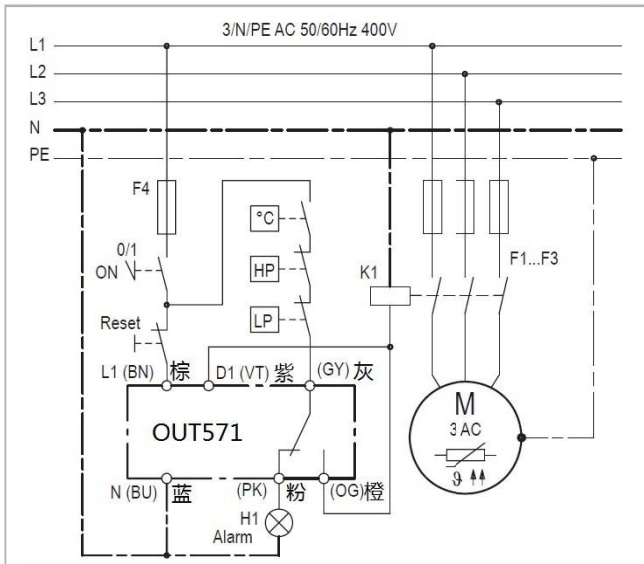 3/N/PE AC 50/60Hz 400V
L1
L2
L3
N
PE
F4
0/1
ON
°C
HP
LP
K1
F1...F3
Reset
L1 (BN) 棕
D1 (VT) 紫
(GY) 灰
OUT571
M
3 AC
ϑ
N (BU) 蓝
(PK) 粉
(OG)橙
H1
Alarm